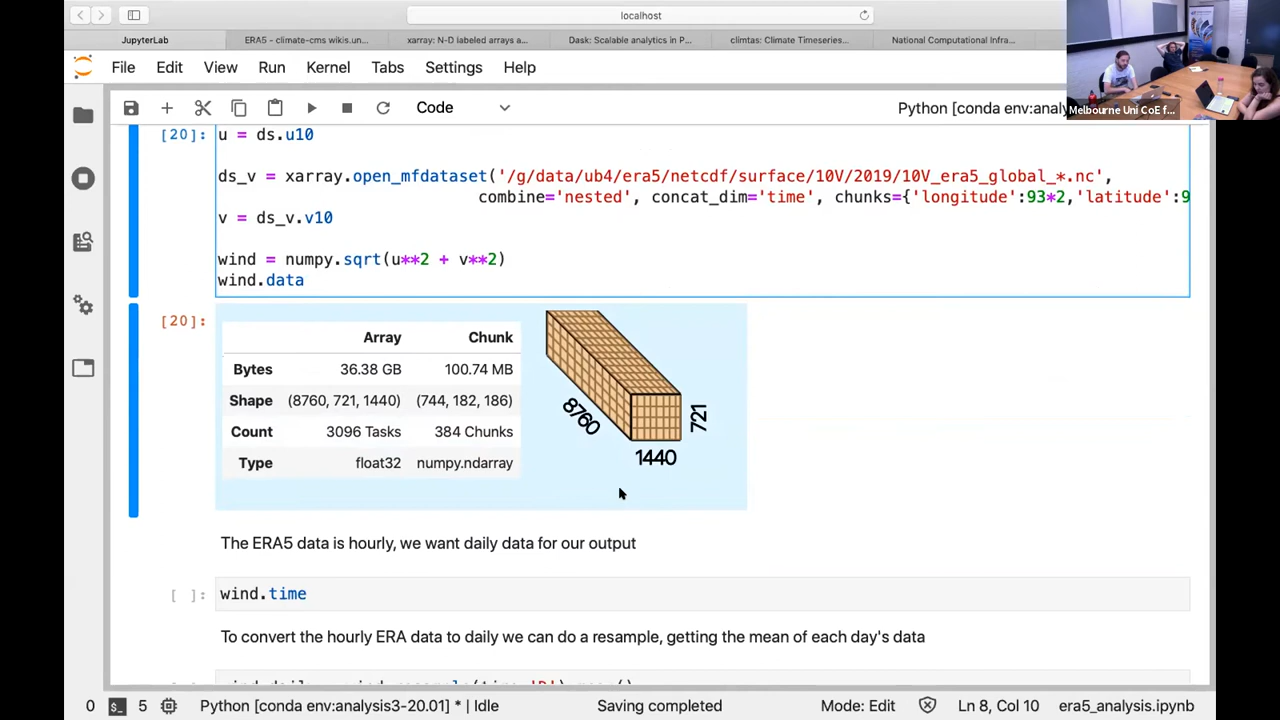 localhost
JupyterLab
ERA5 - climate-cms wikis.un...
xarray: N-D labeled arrays a...
Dask: Scalable analytics in P...
climtas: Climate Timeseries...
National Computational Infra...
File Edit View Run Kernel Tabs Settings Help
Code
Python [conda env:analy
Melbourne Uni CoE f...
[20]:
u = ds.u10
ds_v = xarray.open_mfdataset('/g/data/ub4/era5/netcdf/surface/10V/2019/10V_era5_global_*.nc',
combine='nested', concat_dim='time', chunks={'longitude':93*2,'latitude':9
v = ds_v.v10
wind = numpy.sqrt(u**2 + v**2)
wind.data
[20]:
Array Chunk
Bytes 36.38 GB 100.74 MB
Shape (8760, 721, 1440) (744, 182, 186)
Count 3096 Tasks 384 Chunks
Type float32 numpy.ndarray
8760
721
1440
The ERA5 data is hourly, we want daily data for our output
[ ]:
wind.time
To convert the hourly ERA data to daily we can do a resample, getting the mean of each day's data
0
5
Python [conda env:analysis3-20.01] * | Idle
Saving completed
Mode: Edit
Ln 8, Col 10
era5_analysis.ipynb